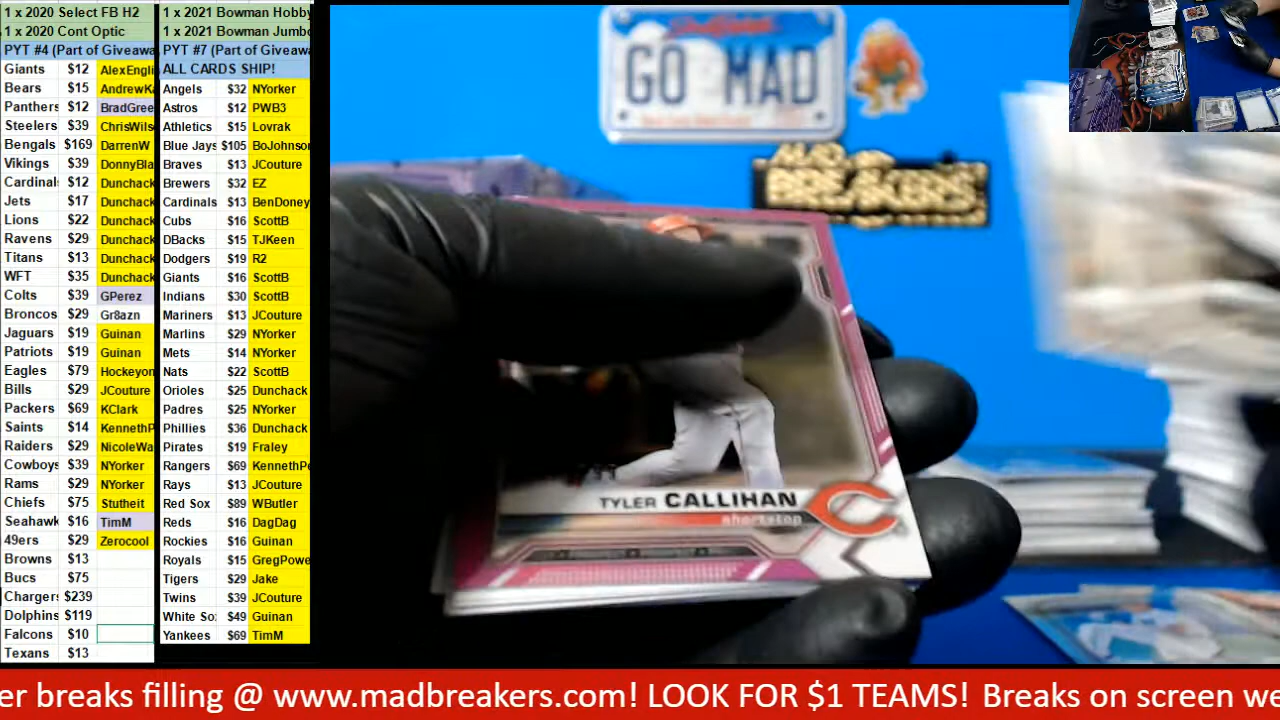 1 x 2020 Select FB H2
1 x 2020 Cont Optic
PYT #4 (Part of Giveawa
Giants $12 AlexEngli
Bears $15 AndrewKa
Panthers $12 BradGree
Steelers $39 ChrisWils
Bengals $169 DarrenW
Vikings $39 DonnyBla
Cardinal $12 Dunchack
Jets $17 Dunchack
Lions $22 Dunchack
Ravens $29 Dunchack
Titans $13 Dunchack
WFT $35 Dunchack
Colts $39 GPerez
Broncos $29 Gr8azn
Jaguars $19 Guinan
Patriots $19 Guinan
Eagles $79 Hockeyon
Bills $29 JCouture
Packers $69 KClark
Saints $14 KennethP
Raiders $29 NicoleWa
Cowboys $39 NYorker
Rams $29 NYorker
Chiefs $75 Stutheit
Seahawk $16 TimM
49ers $29 Zerocool
Browns $13
Bucs $75
Charger $239
Dolphins $119
Falcons $10
Texans $13
1 x 2021 Bowman Hobby
1 x 2021 Bowman Jumbo
PYT #7 (Part of Giveawa
ALL CARDS SHIP!
Angels $32 NYorker
Astros $12 PWB3
Athletics $15 Lovrak
Blue Jays $105 BoJohnson
Braves $13 JCouture
Brewers $32 EZ
Cardinals $13 BenDoney
Cubs $16 ScottB
DBacks $15 TJKeen
Dodgers $19 R2
Giants $16 ScottB
Indians $30 ScottB
Mariners $13 JCouture
Marlins $29 NYorker
Mets $14 NYorker
Nats $22 ScottB
Orioles $25 Dunchack
Padres $25 NYorker
Phillies $36 Dunchack
Pirates $19 Fraley
Rangers $69 KennethPe
Rays $13 JCouture
Red Sox $89 WButler
Reds $16 DagDag
Rockies $16 Guinan
Royals $15 GregPowe
Tigers $29 Jake
Twins $39 JCouture
White So $49 Guinan
Yankees $69 TimM
GO MAD
MAD
BREAKERS
TYLER CALLIHAN
shortstop
C
er breaks filling @ www.madbreakers.com! LOOK FOR $1 TEAMS! Breaks on screen we